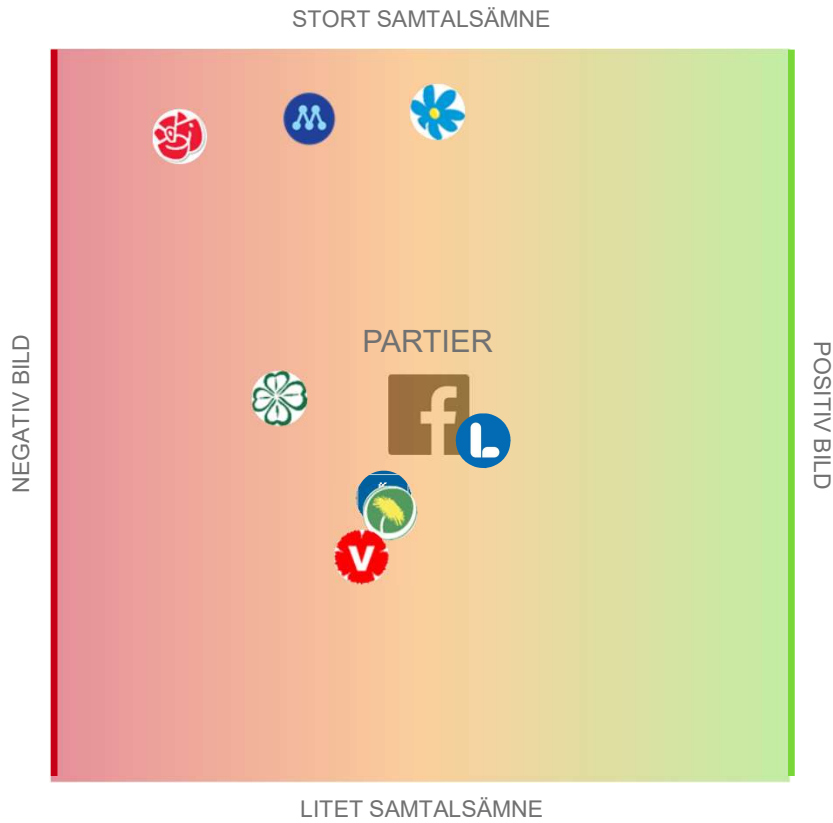 STORT SAMTALSÄMNE
PARTIER
f
L
V
NEGATIV BILD
POSITIV BILD
LITET SAMTALSÄMNE